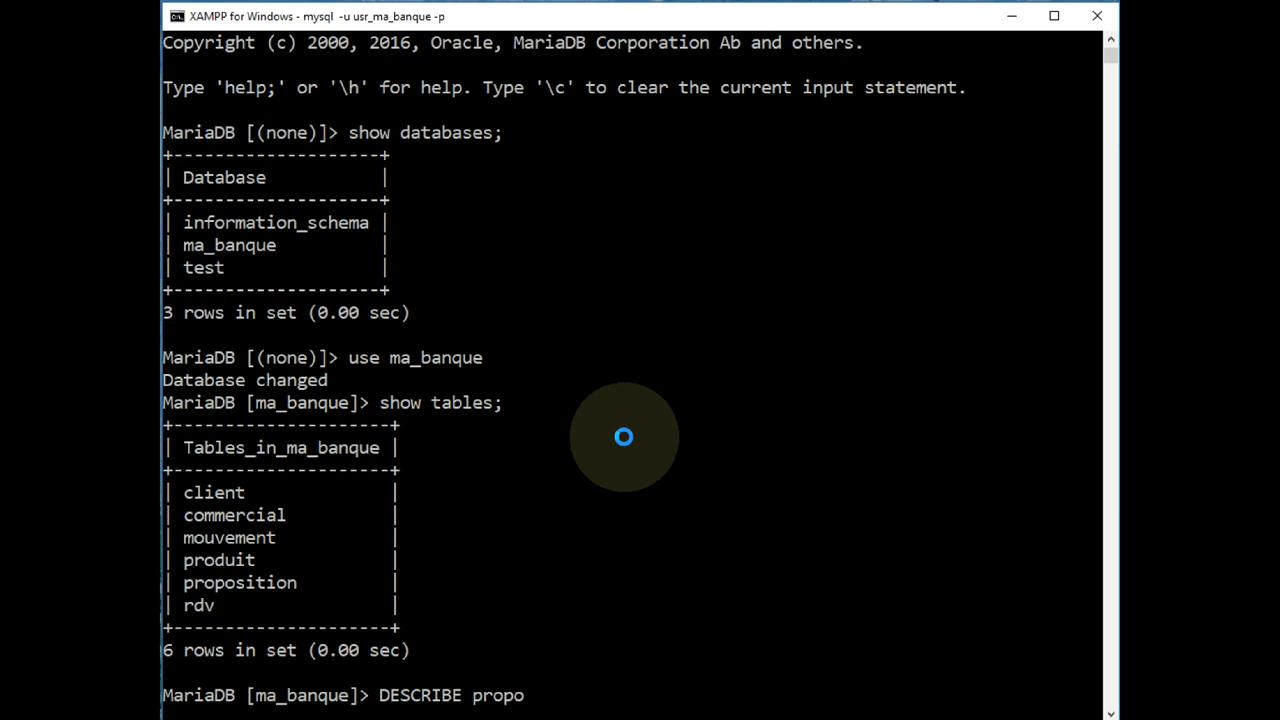 XAMPP for Windows - mysql -u usr_ma_banque -p
Copyright (c) 2000, 2016, Oracle, MariaDB Corporation Ab and others.
Type 'help;' or '\h' for help. Type '\c' to clear the current input statement.
MariaDB [(none)]> show databases;
+--------------------+
| Database           |
+--------------------+
| information_schema |
| ma_banque          |
| test               |
+--------------------+
3 rows in set (0.00 sec)
MariaDB [(none)]> use ma_banque
Database changed
MariaDB [ma_banque]> show tables;
+---------------------+
| Tables_in_ma_banque |
+---------------------+
| client              |
| commercial          |
| mouvement           |
| produit             |
| proposition         |
| rdv                 |
+---------------------+
6 rows in set (0.00 sec)
MariaDB [ma_banque]> DESCRIBE propo